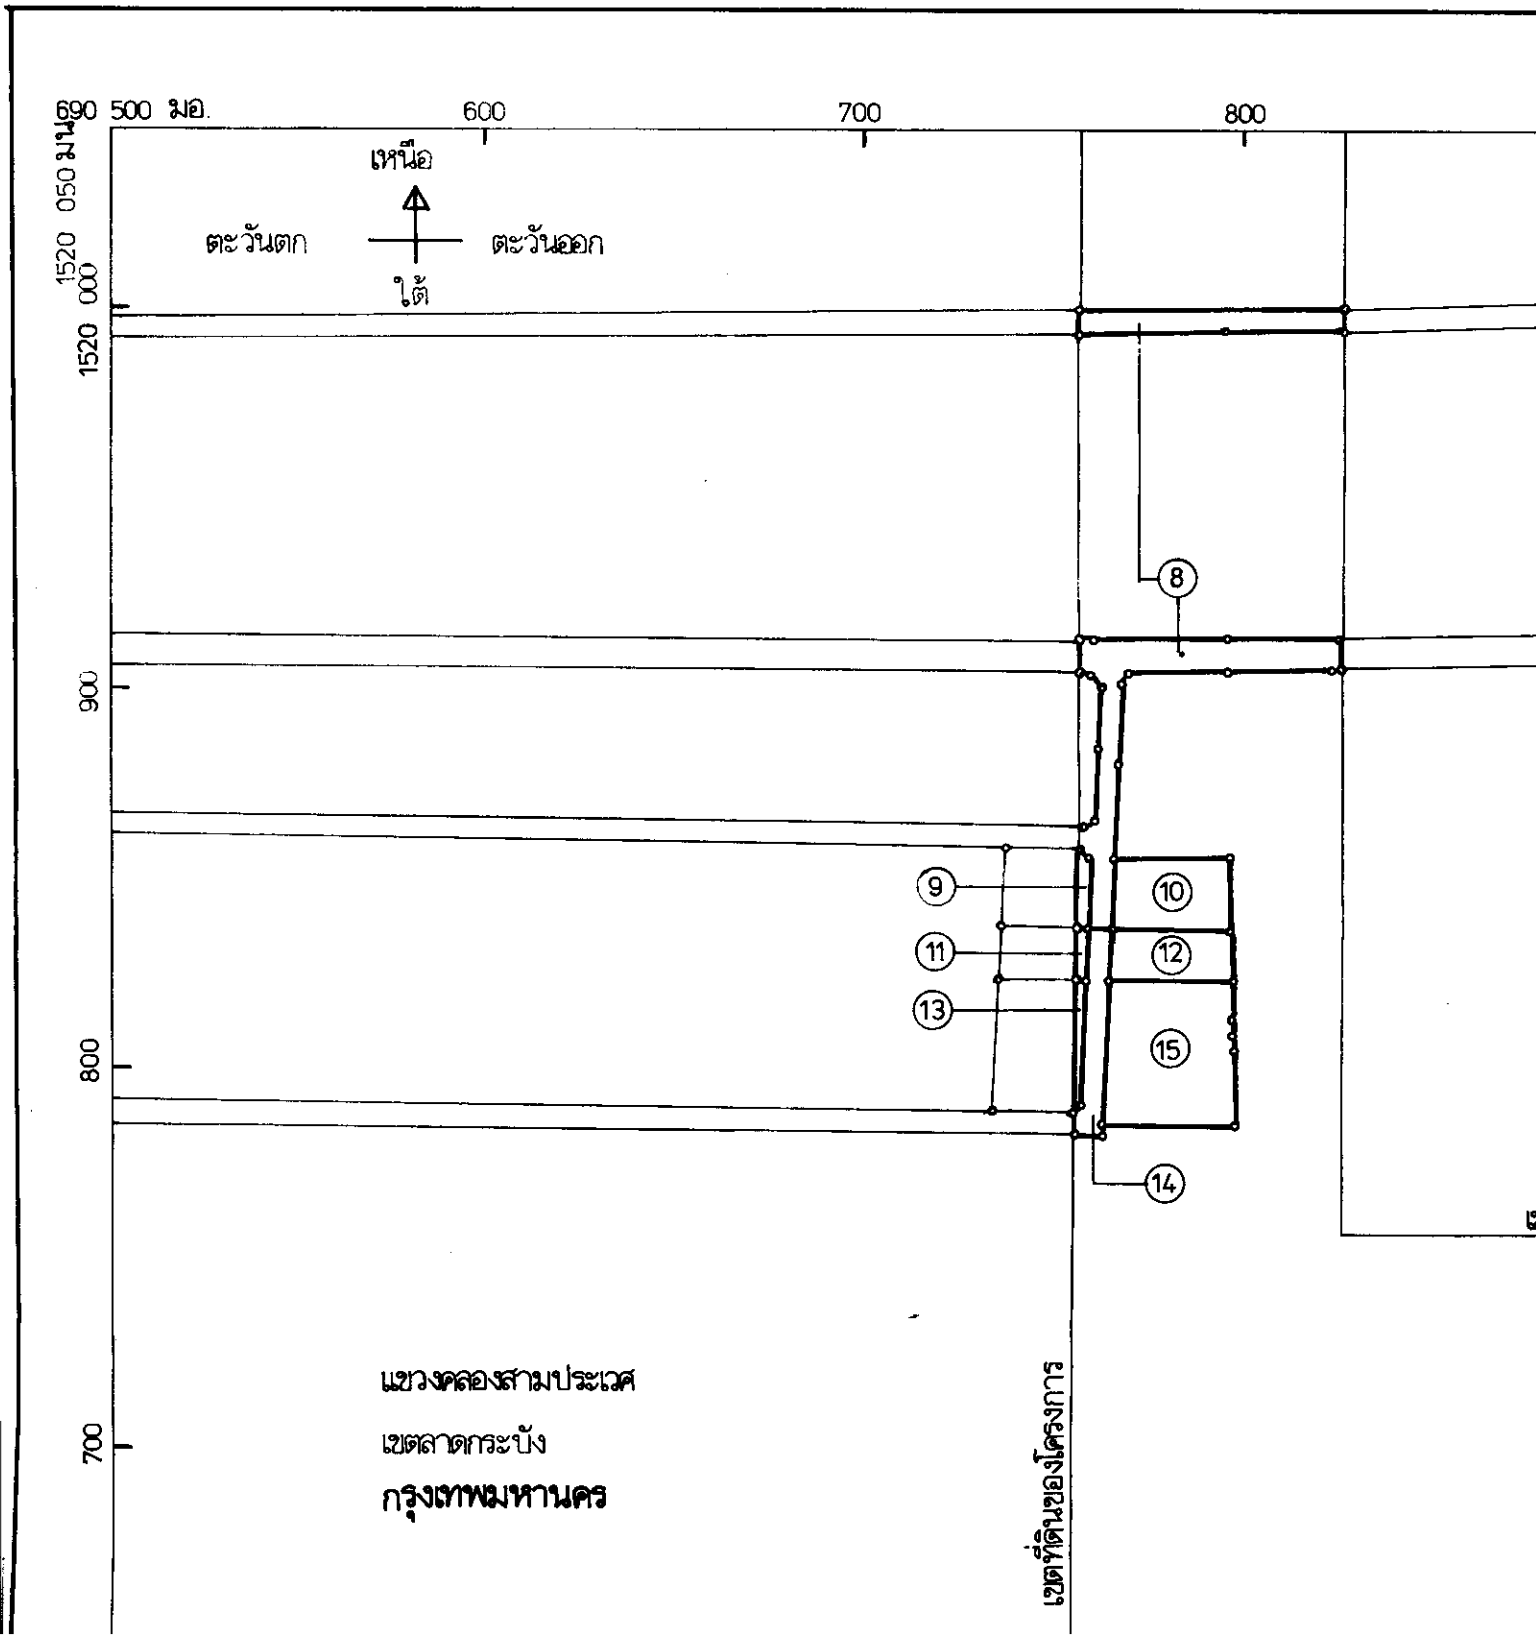 690 500 มอ. 600 700 800
1520 050 มน
เหนือ
ตะวันตก ตะวันออก
ใต้
1520 000
8
900
9
10
11
12
13
15
800
14
แขวงคลองสามประเวศ
เขตลาดกระบัง
กรุงเทพมหานคร
700
เขตที่ดินของโครงการ